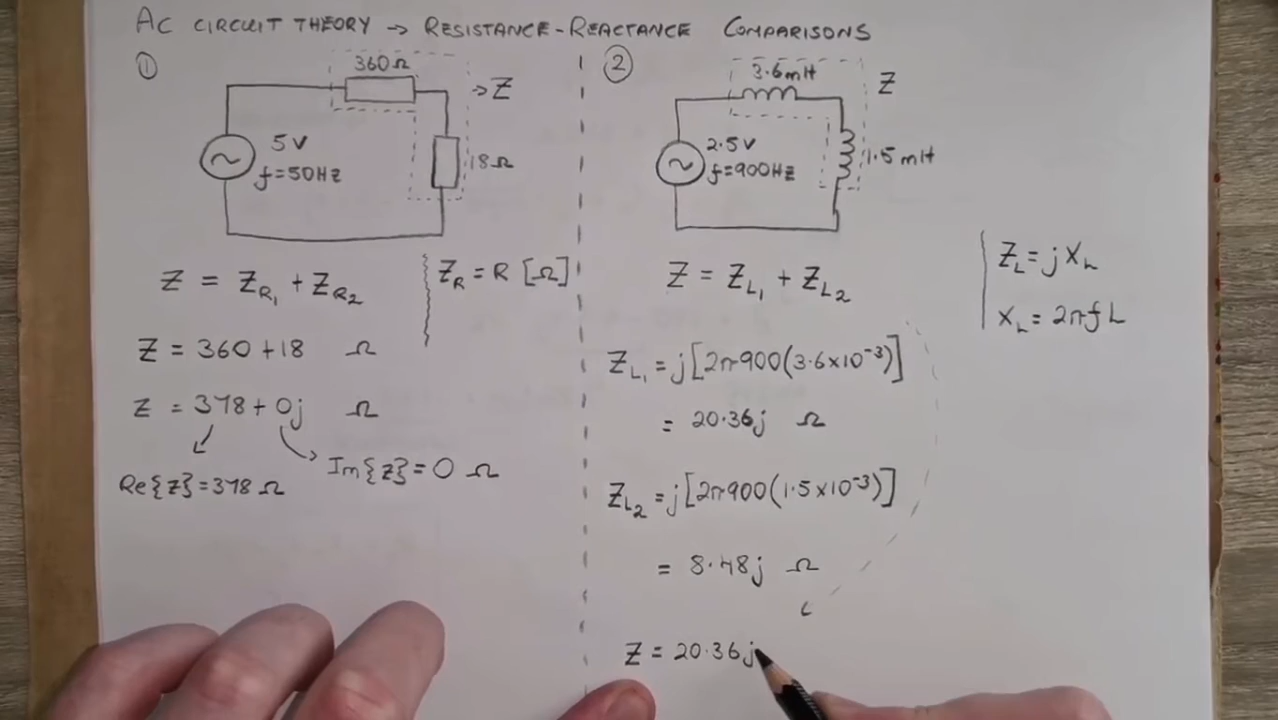 AC CIRCUIT THEORY → RESISTANCE-REACTANCE COMPARISONS
①
360Ω
→Z
5V
f=50Hz
18Ω
Z = ZR1 + ZR2
ZR = R [Ω]
Z = 360+18 Ω
Z = 378+0j Ω
Re{Z}=378Ω
Im{Z}=0 Ω
②
3.6mH
Z
2.5V
f=900Hz
1.5mH
Z = ZL1 + ZL2
ZL = jXL
XL = 2πfL
ZL1 = j[2π900(3.6×10⁻³)]
= 20.36j Ω
ZL2 = j[2π900(1.5×10⁻³)]
= 8.48j Ω
Z = 20.36j